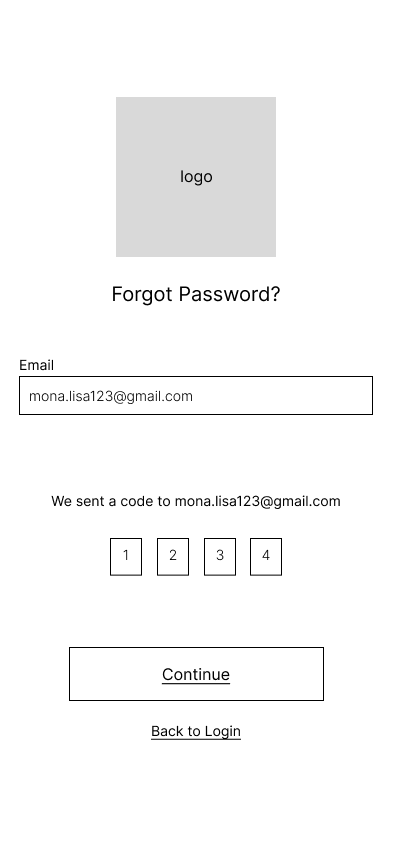 logo
Forgot Password?
Email
mona.lisa123@gmail.com
We sent a code to mona.lisa123@gmail.com
1 2 3 4
Continue
Back to Login